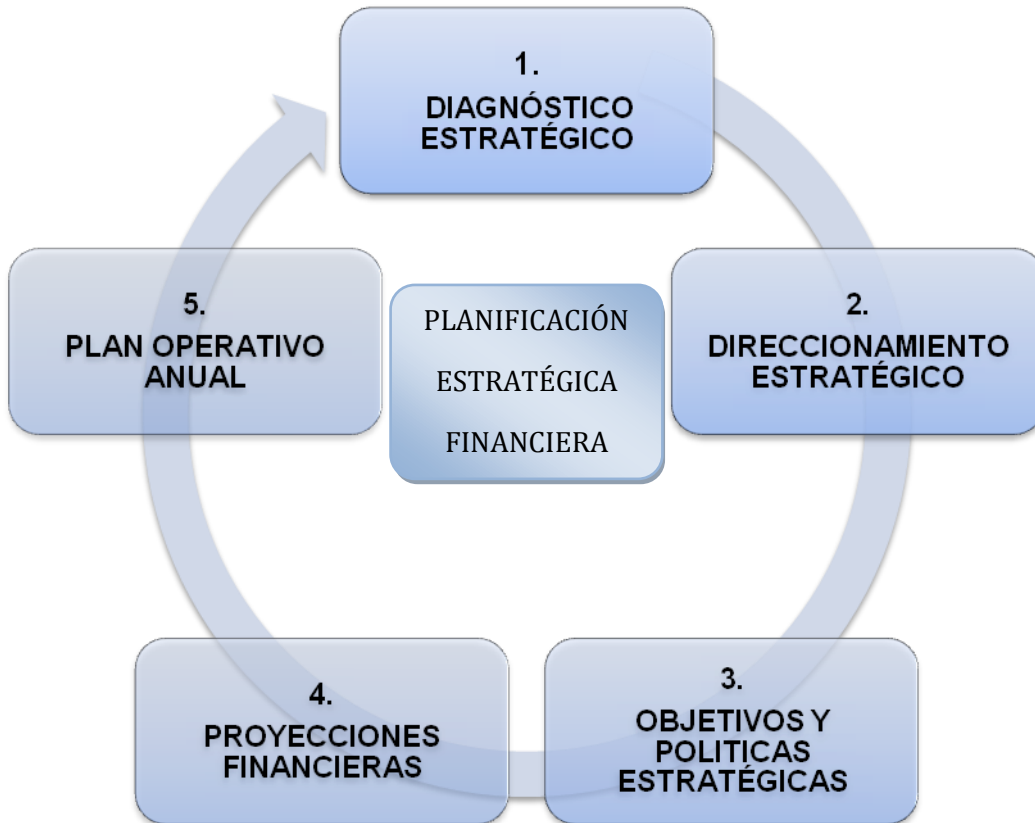 1.
DIAGNÓSTICO
ESTRATÉGICO
2.
DIRECCIONAMIENTO
ESTRATÉGICO
3.
OBJETIVOS Y
POLITICAS
ESTRATÉGICAS
4.
PROYECCIONES
FINANCIERAS
5.
PLAN OPERATIVO
ANUAL
PLANIFICACIÓN
ESTRATÉGICA
FINANCIERA